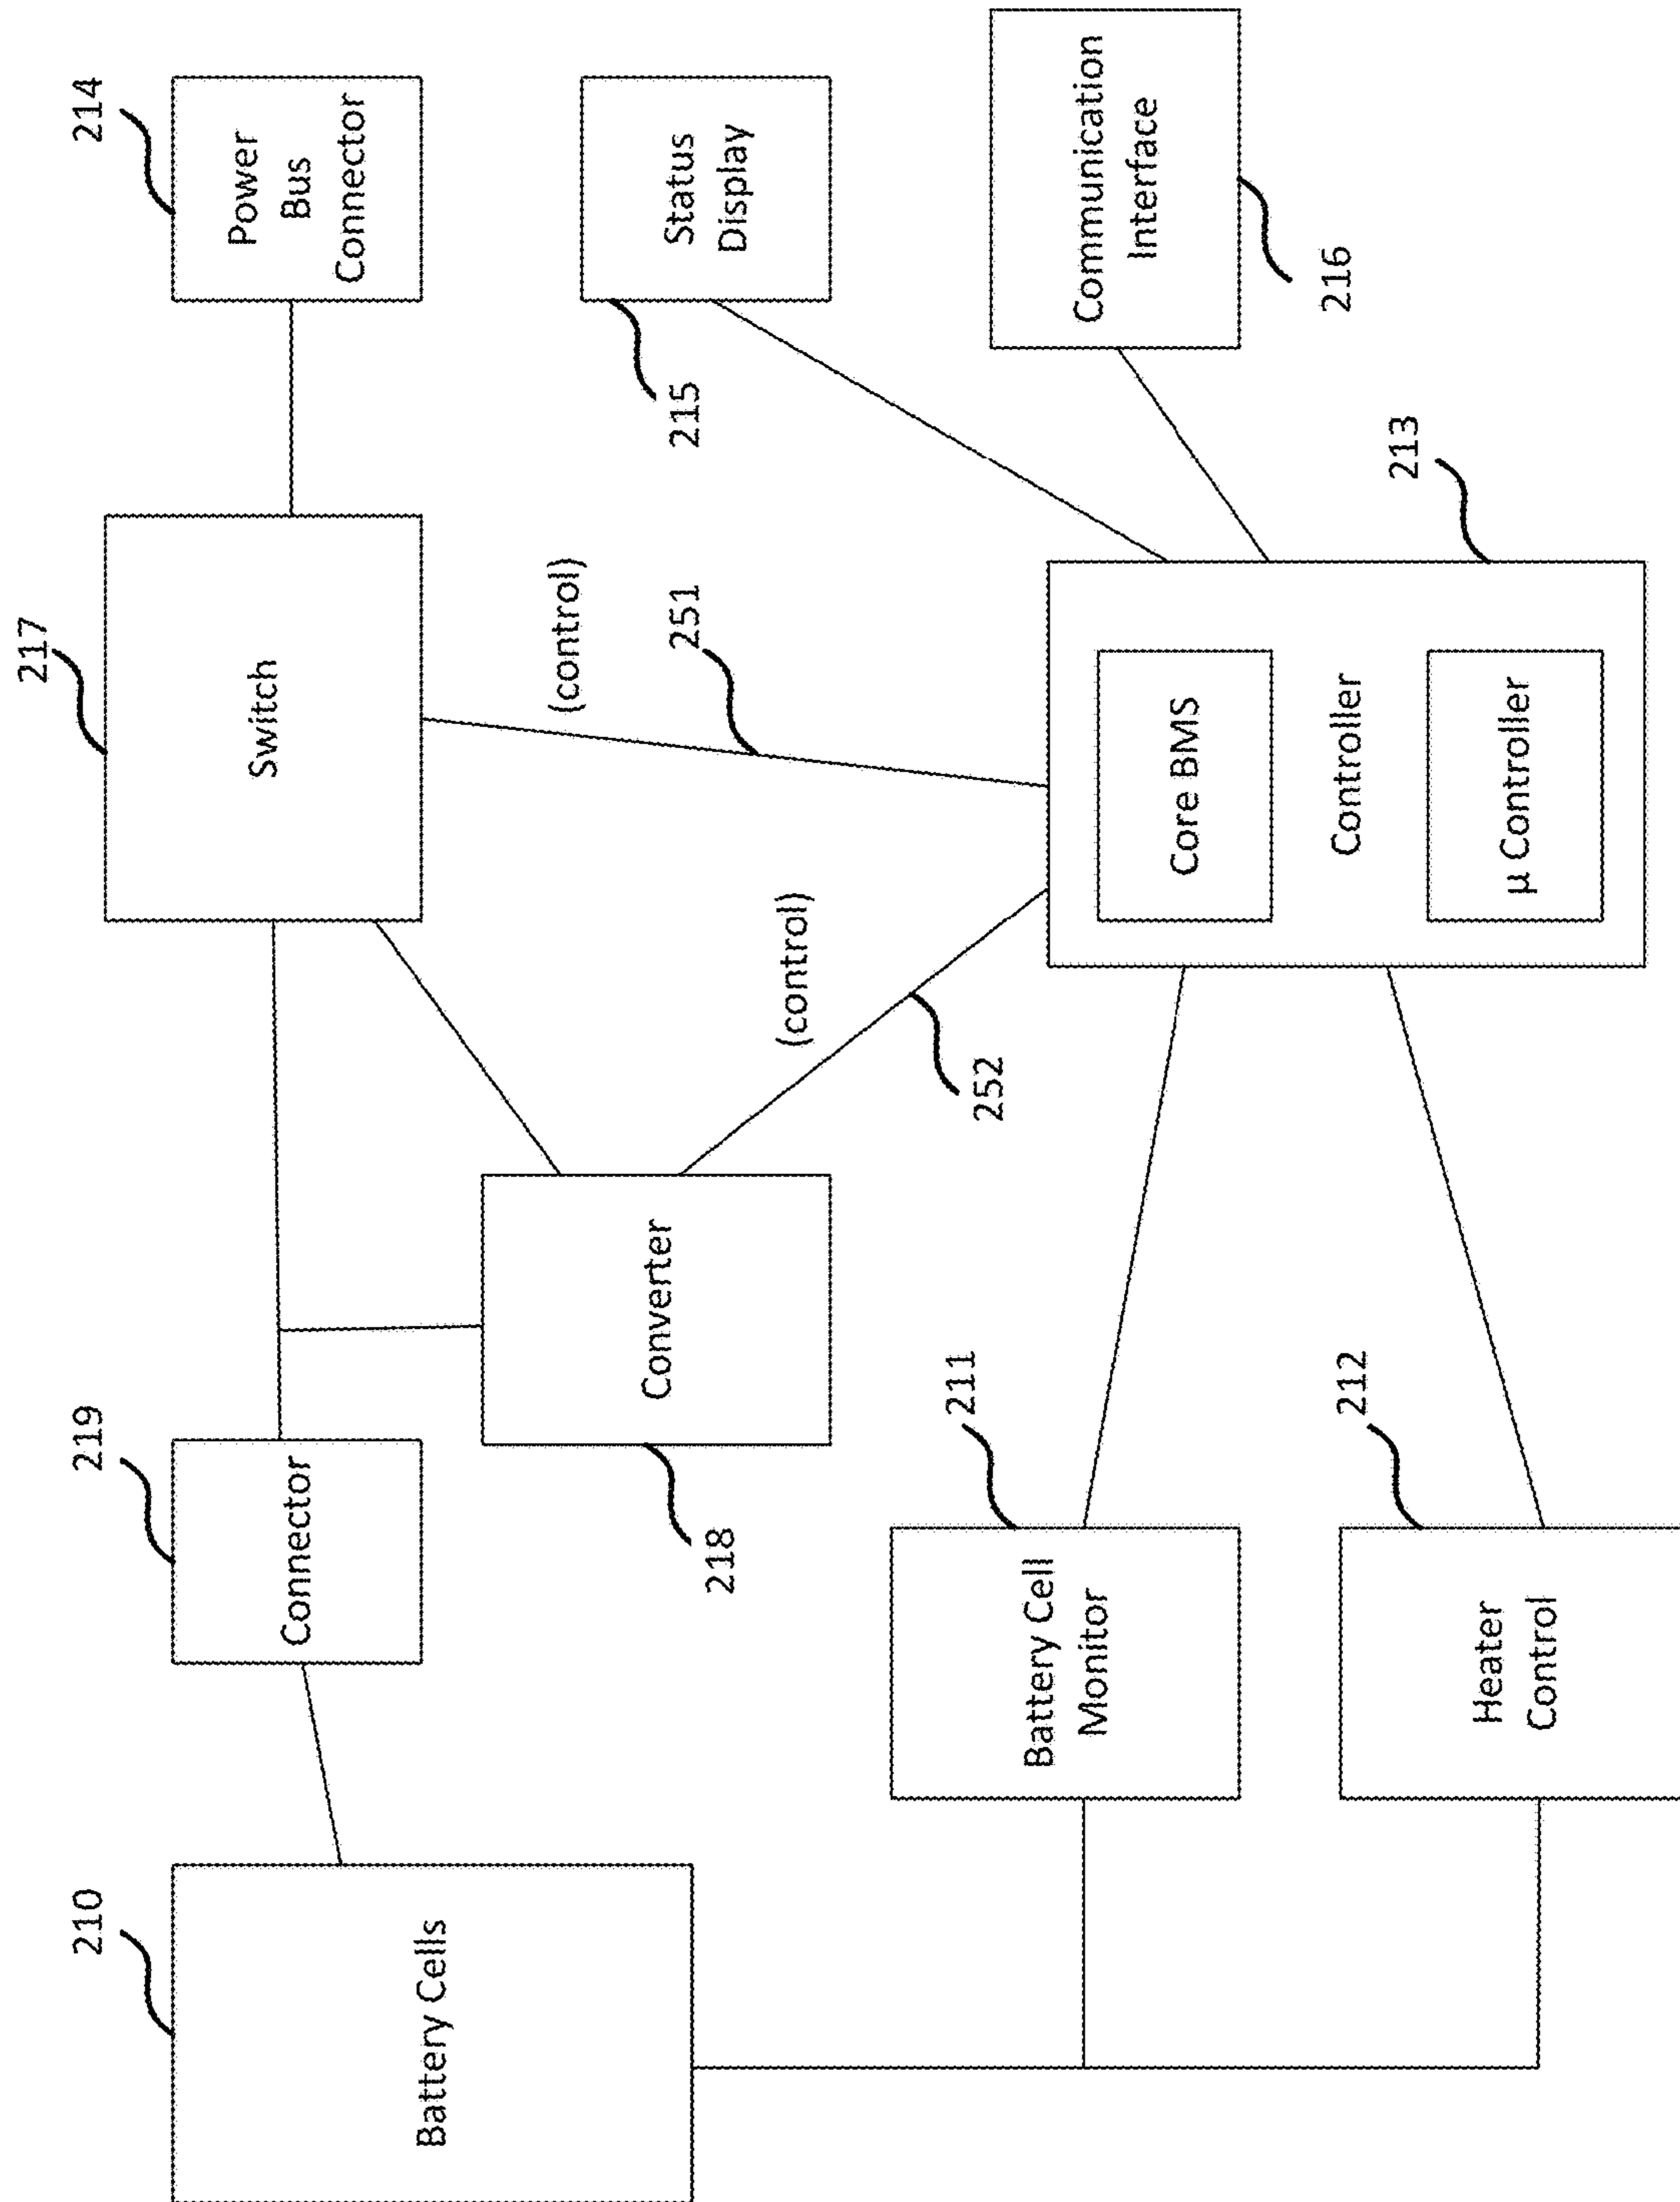 210
Battery Cells
219
Connector
217
Switch
214
Power
Bus
Connector
218
Converter
(control)
251
(control)
252
215
Status
Display
211
Battery Cell
Monitor
212
Heater
Control
213
Core BMS
Controller
µ Controller
Communication
Interface
216